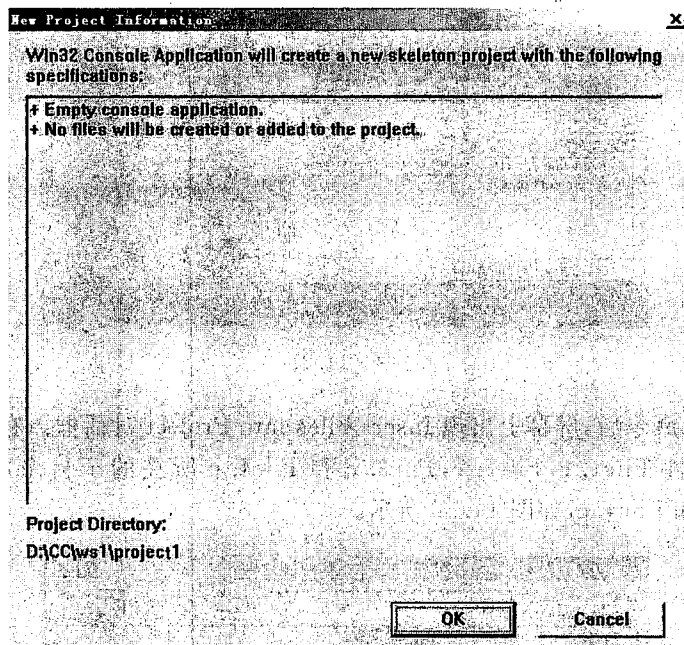 New Project Information
Win32 Console Application will create a new skeleton project with the following
specifications:
+ Empty console application.
+ No files will be created or added to the project.
Project Directory:
D:\CC\ws1\project1
OK
Cancel